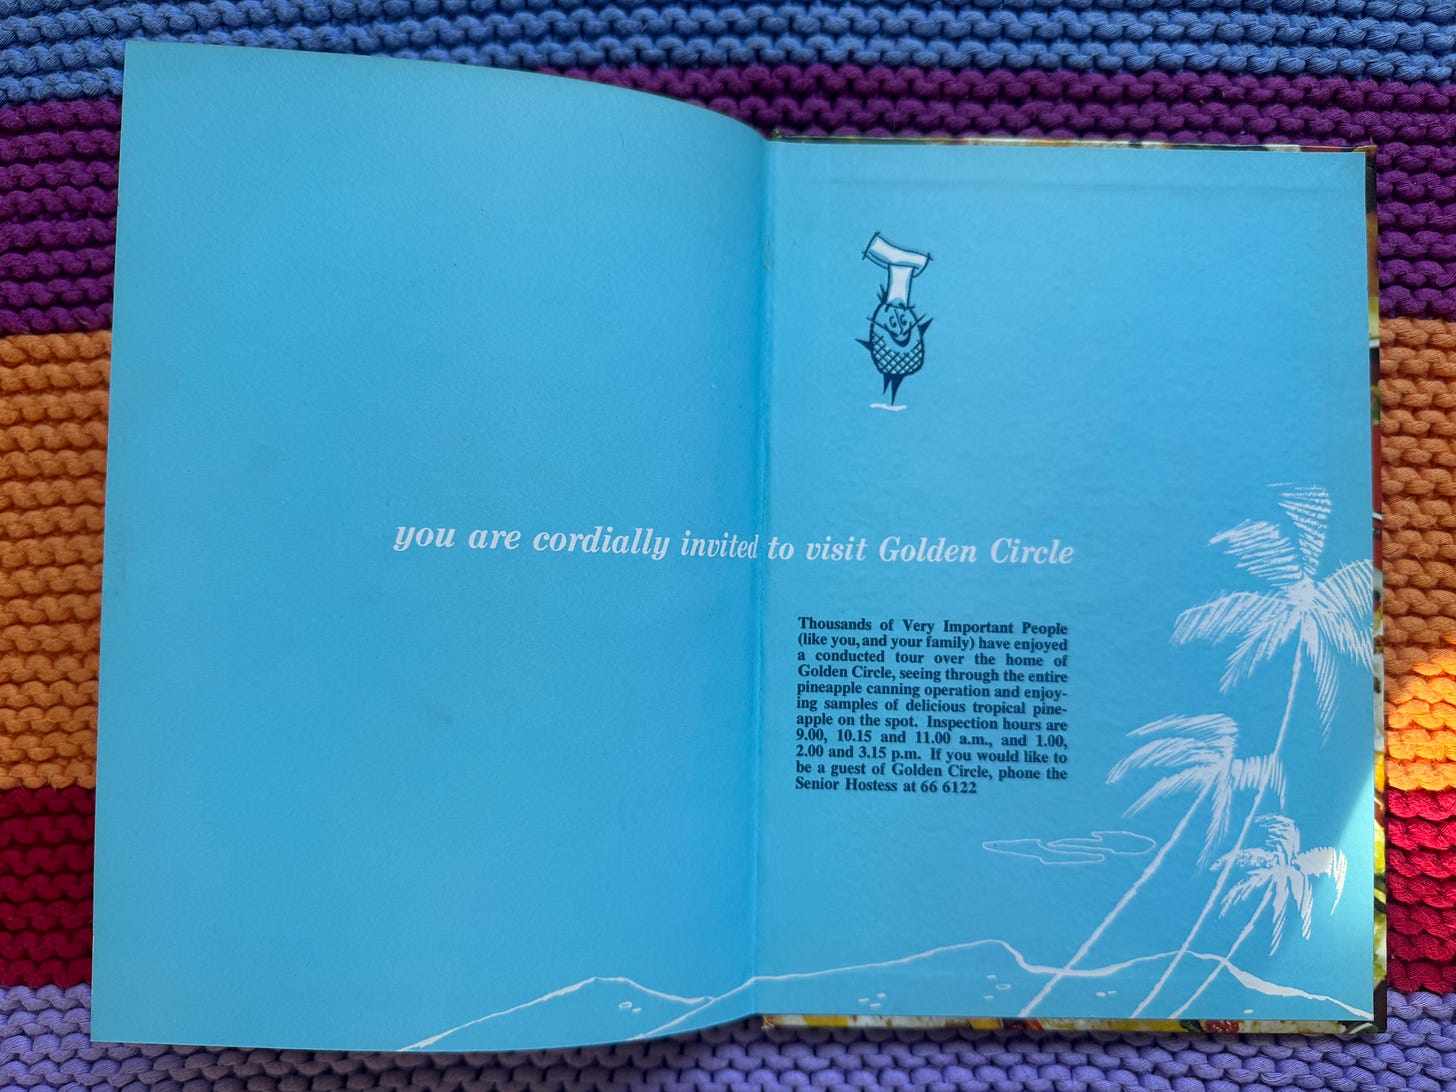 you are cordially invited to visit Golden Circle
Thousands of Very Important People
(like you, and your family) have enjoyed
a conducted tour over the home of
Golden Circle, seeing through the entire
pineapple canning operation and enjoy-
ing samples of delicious tropical pine-
apple on the spot. Inspection hours are
9.00, 10.15 and 11.00 a.m., and 1.00,
2.00 and 3.15 p.m. If you would like to
be a guest of Golden Circle, phone the
Senior Hostess at 66 6122